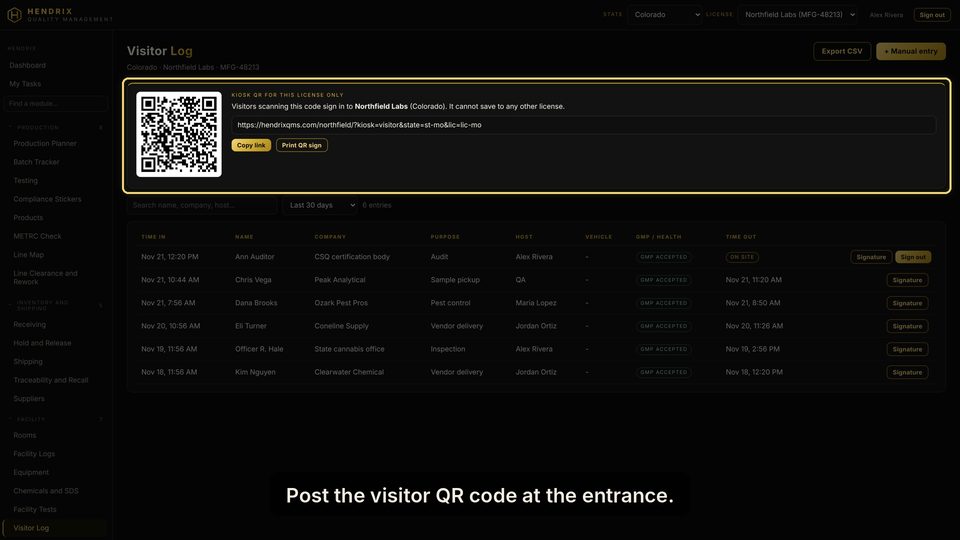 HENDRIX
QUALITY MANAGEMENT
STATE Colorado LICENSE Northfield Labs (MFG-48213) Alex Rivera Sign out
HENDRIX
Dashboard
My Tasks
Find a module...
PRODUCTION 8
Production Planner
Batch Tracker
Testing
Compliance Stickers
Products
METRC Check
Line Map
Line Clearance and
Rework
INVENTORY AND
SHIPPING 5
Receiving
Hold and Release
Shipping
Traceability and Recall
Suppliers
FACILITY 7
Rooms
Facility Logs
Equipment
Chemicals and SDS
Facility Tests
Visitor Log
Visitor Log
Colorado · Northfield Labs · MFG-48213
Export CSV + Manual entry
KIOSK QR FOR THIS LICENSE ONLY
Visitors scanning this code sign in to Northfield Labs (Colorado). It cannot save to any other license.
https://hendrixqms.com/northfield/?kiosk=visitor&state=st-mo&lic=lic-mo
Copy link Print QR sign
Search name, company, host... Last 30 days 6 entries
TIME IN NAME COMPANY PURPOSE HOST VEHICLE GMP / HEALTH TIME OUT
Nov 21, 12:20 PM Ann Auditor CSQ certification body Audit Alex Rivera - GMP ACCEPTED ON SITE Signature Sign out
Nov 21, 10:44 AM Chris Vega Peak Analytical Sample pickup QA - GMP ACCEPTED Nov 21, 11:20 AM Signature
Nov 21, 7:56 AM Dana Brooks Ozark Pest Pros Pest control Maria Lopez - GMP ACCEPTED Nov 21, 8:50 AM Signature
Nov 20, 10:56 AM Eli Turner Coneline Supply Vendor delivery Jordan Ortiz - GMP ACCEPTED Nov 20, 11:26 AM Signature
Nov 19, 11:56 AM Officer R. Hale State cannabis office Inspection Alex Rivera - GMP ACCEPTED Nov 19, 2:56 PM Signature
Nov 18, 11:56 AM Kim Nguyen Clearwater Chemical Vendor delivery Jordan Ortiz - GMP ACCEPTED Nov 18, 12:20 PM Signature
Post the visitor QR code at the entrance.